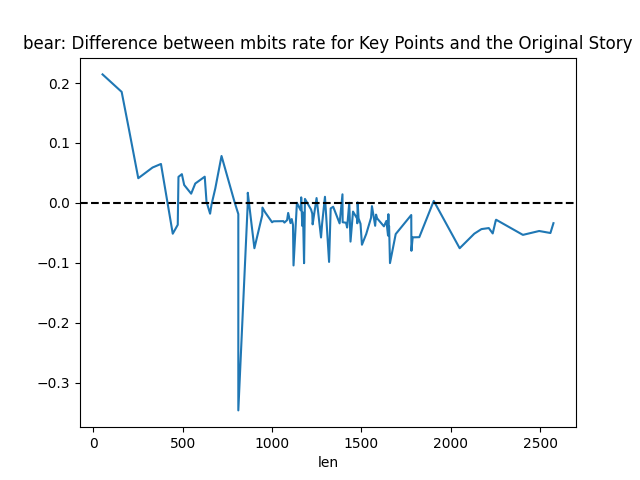 bear: Difference between mbits rate for Key Points and the Original Story
0.2
0.1
0.0
−0.1
−0.2
−0.3
0 500 1000 1500 2000 2500
len